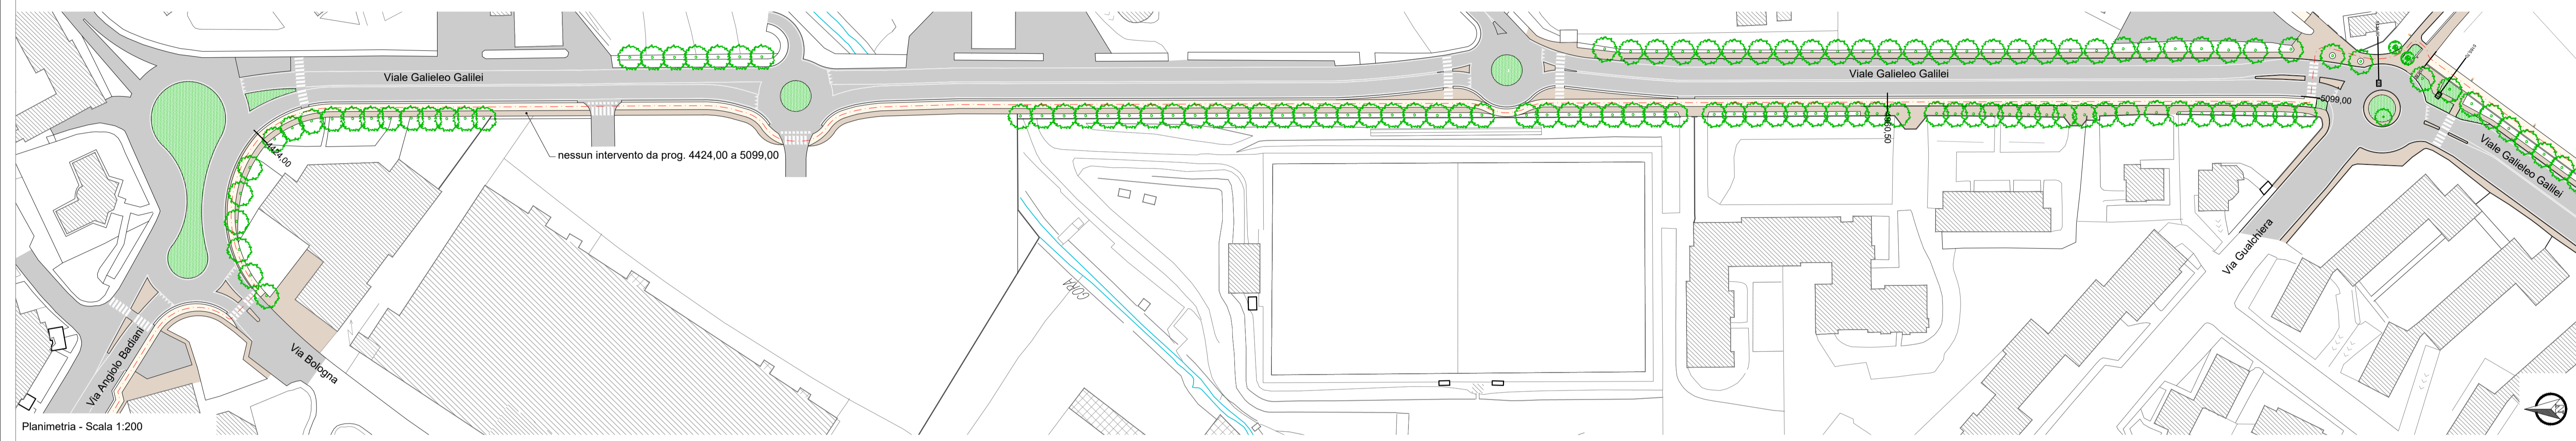 Viale Galieleo Galilei
Viale Galieleo Galilei
5099,00
4424,00
nessun intervento da prog. 4424,00 a 5099,00
Viale Galieleo Galilei
Via Gualchiera
GORA
Via Angiolo Badiani
Via Bologna
Planimetria - Scala 1:200